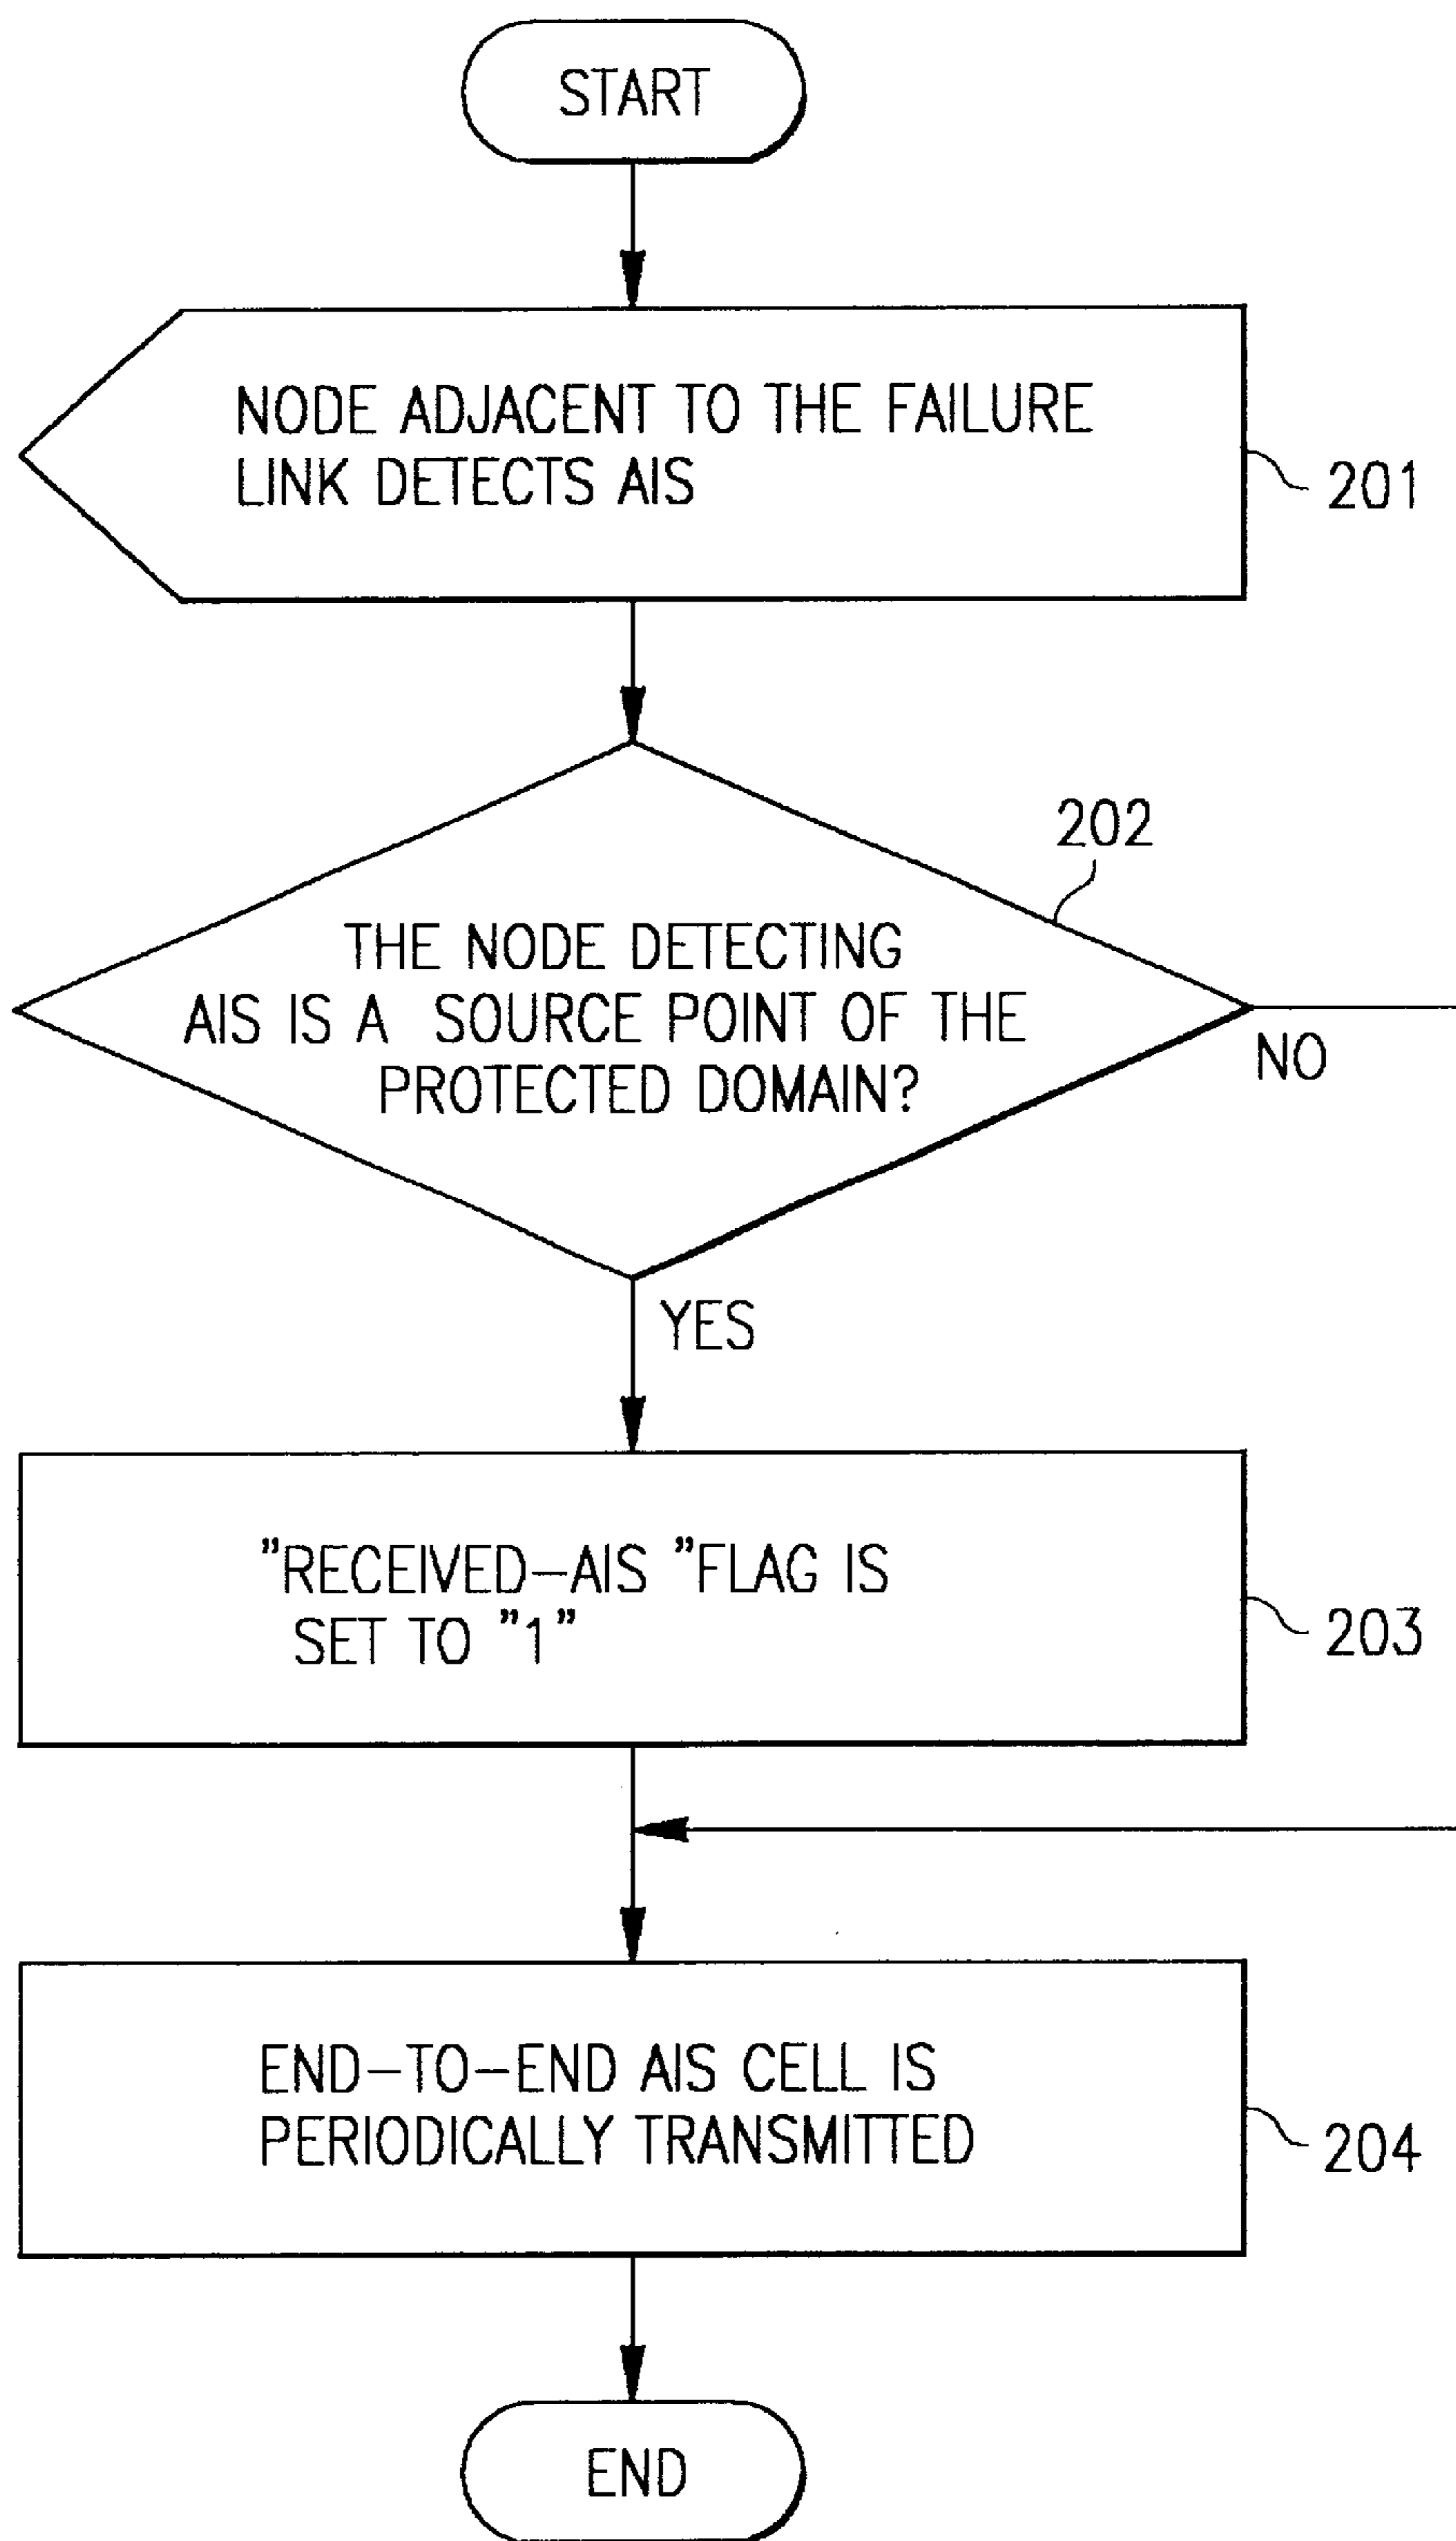 START
NODE ADJACENT TO THE FAILURE
LINK DETECTS AIS
201
202
THE NODE DETECTING
AIS IS A SOURCE POINT OF THE
PROTECTED DOMAIN?
NO
YES
"RECEIVED-AIS "FLAG IS
SET TO "1"
203
END-TO-END AIS CELL IS
PERIODICALLY TRANSMITTED
204
END